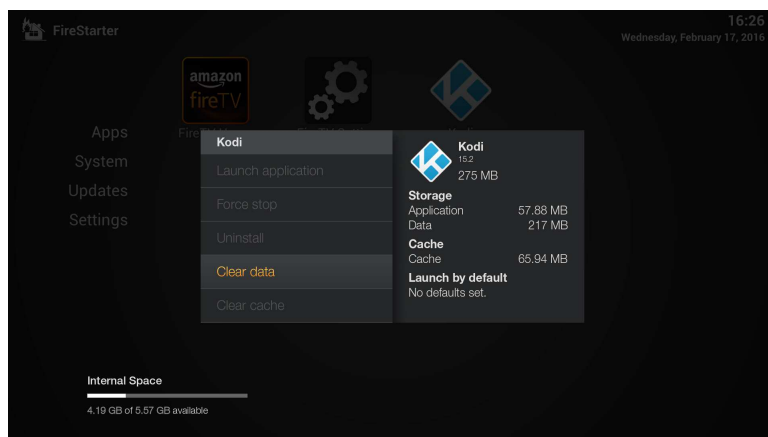 FireStarter
16:26
Wednesday, February 17, 2016
amazon
fireTV
Apps
System
Updates
Settings
Kodi
Launch application
Force stop
Uninstall
Clear data
Clear cache
Kodi
15.2
275 MB
Storage
Application 57.88 MB
Data 217 MB
Cache
Cache 65.94 MB
Launch by default
No defaults set.
Internal Space
4.19 GB of 5.57 GB available